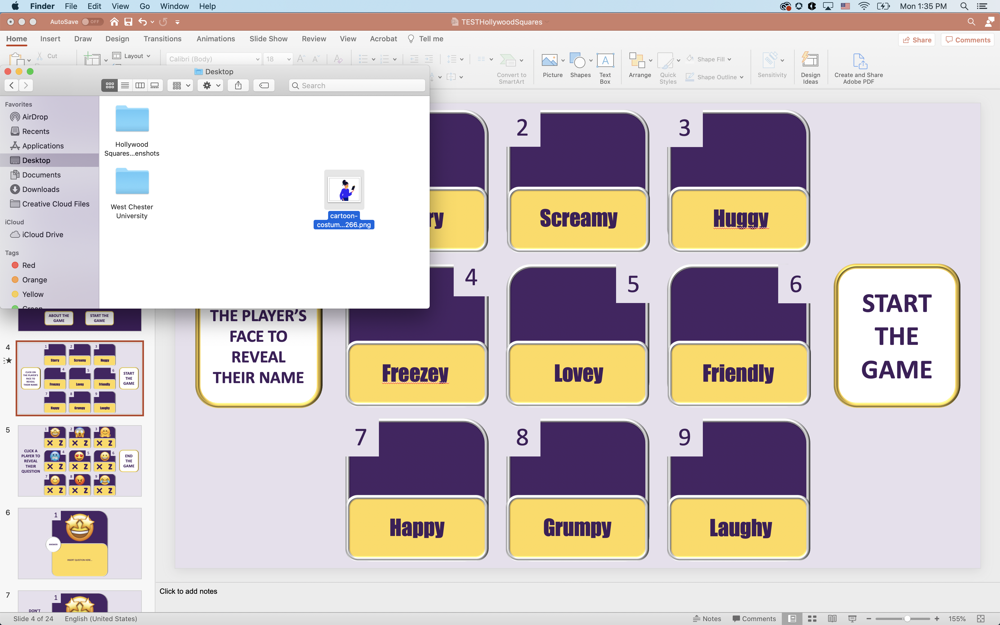 Finder File Edit View Go Window Help Mon 1:35 PM
AutoSave OFF TESTHollywoodSquares
Home Insert Draw Design Transitions Animations Slide Show Review View Acrobat Tell me Share Comments
Cut Layout Calibri (Body) 18 Shape Fill
Convert to SmartArt Picture Shapes Text Box Arrange Quick Styles Shape Outline Sensitivity Design Ideas Create and Share Adobe PDF
Desktop
Search
Favorites
AirDrop
Recents
Applications
Desktop
Documents
Downloads
Creative Cloud Files
iCloud
iCloud Drive
Tags
Red
Orange
Yellow
Green
Hollywood
Squares...enshots
West Chester
University
cartoon-
costum...266.png
2 3
ry Screamy Huggy
4 5 6
THE PLAYER'S
FACE TO
REVEAL
THEIR NAME
Freezey Lovey Friendly
START
THE
GAME
7 8 9
Happy Grumpy Laughy
ABOUT THE
GAME
START THE
GAME
4
1 2 3
Starry Screamy Huggy
4 5 6
CLICK ON
THE PLAYER'S
FACE TO
REVEAL
THEIR NAME
START
THE
GAME
Freezey Lovey Friendly
7 8 9
Happy Grumpy Laughy
5
1 2 3
X Z X Z X Z
CLICK A
PLAYER TO
REVEAL
THEIR
QUESTION
4 5 6
X Z X Z X Z
END
THE
GAME
7 8 9
X Z X Z X Z
6
1
ANSWER
INSERT QUESTION HERE...
7
1
DON'T
Click to add notes
Slide 4 of 24 English (United States) Notes Comments 155%